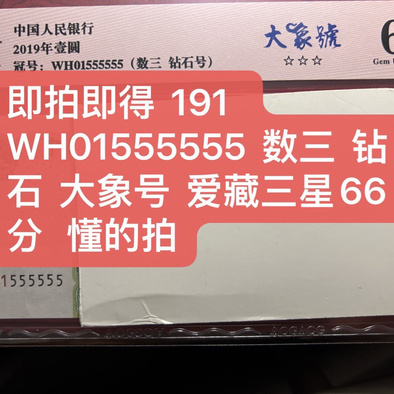 中国人民银行
2019年壹圆
冠号：WH01555555（数三 钻石号）
大象號
☆☆☆
6
Gem U
即拍即得 191
WH01555555 数三 钻
石 大象号 爱藏三星66
分 懂的拍
1555555